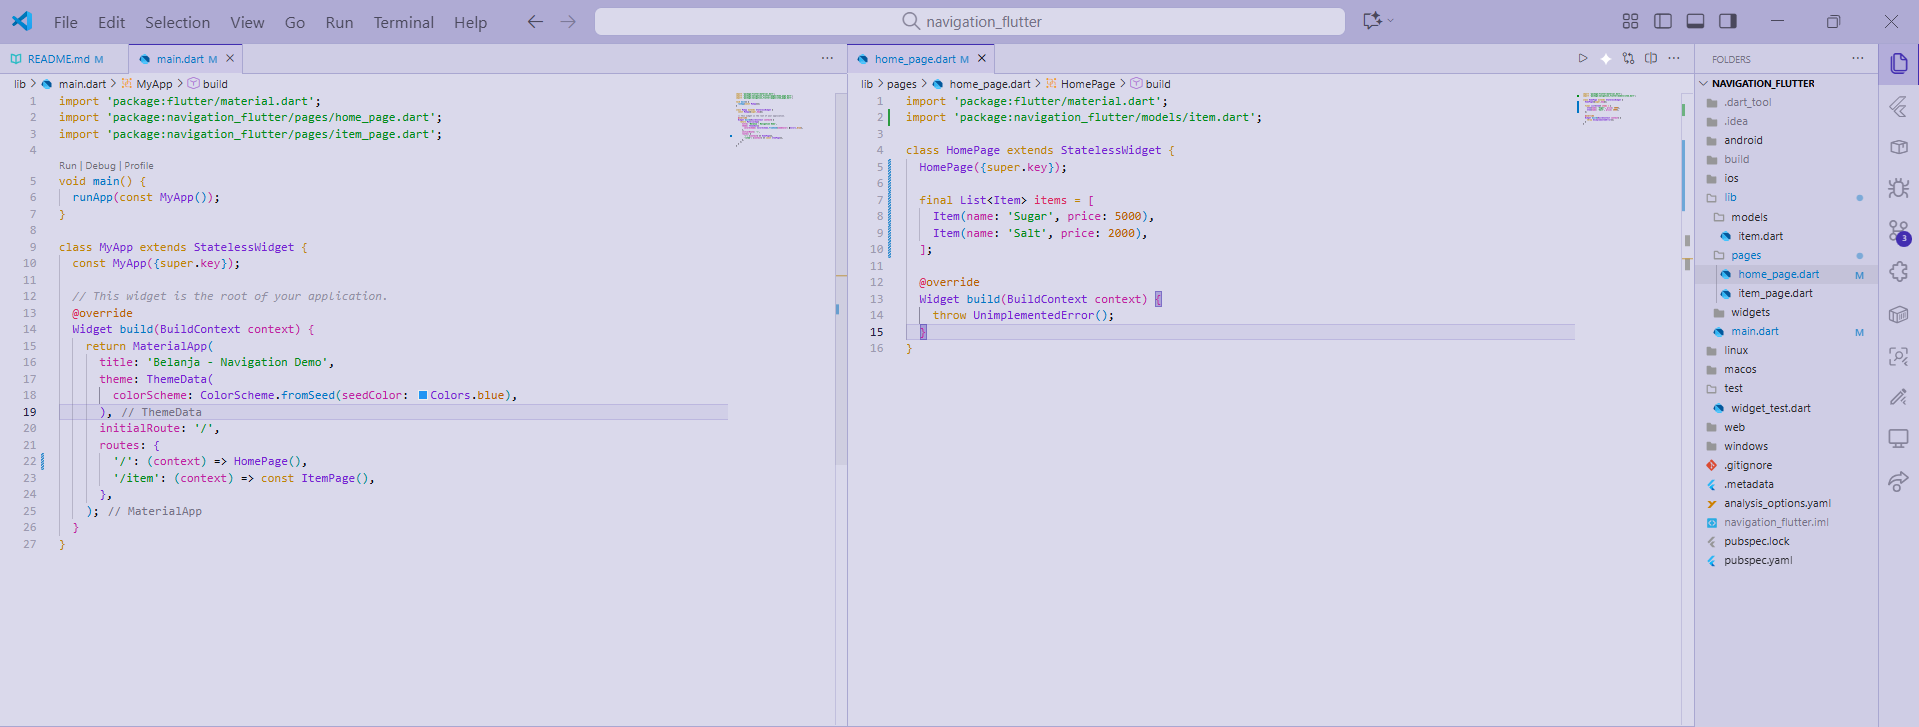 File Edit Selection View Go Run Terminal Help
navigation_flutter
README.md M
main.dart M
lib > main.dart > MyApp > build
1 import 'package:flutter/material.dart';
2 import 'package:navigation_flutter/pages/home_page.dart';
3 import 'package:navigation_flutter/pages/item_page.dart';
4
Run | Debug | Profile
5 void main() {
6 runApp(const MyApp());
7 }
8
9 class MyApp extends StatelessWidget {
10 const MyApp({super.key});
11
12 // This widget is the root of your application.
13 @override
14 Widget build(BuildContext context) {
15 return MaterialApp(
16 title: 'Belanja - Navigation Demo',
17 theme: ThemeData(
18 colorScheme: ColorScheme.fromSeed(seedColor: Colors.blue),
19 ), // ThemeData
20 initialRoute: '/',
21 routes: {
22 '/': (context) => HomePage(),
23 '/item': (context) => const ItemPage(),
24 },
25 ); // MaterialApp
26 }
27 }
home_page.dart M
lib > pages > home_page.dart > HomePage > build
1 import 'package:flutter/material.dart';
2 import 'package:navigation_flutter/models/item.dart';
3
4 class HomePage extends StatelessWidget {
5 HomePage({super.key});
6
7 final List<Item> items = [
8 Item(name: 'Sugar', price: 5000),
9 Item(name: 'Salt', price: 2000),
10 ];
11
12 @override
13 Widget build(BuildContext context) {
14 throw UnimplementedError();
15 }
16 }
FOLDERS
NAVIGATION_FLUTTER
.dart_tool
.idea
android
build
ios
lib
models
item.dart
pages
home_page.dart M
item_page.dart
widgets
main.dart M
linux
macos
test
widget_test.dart
web
windows
.gitignore
.metadata
analysis_options.yaml
navigation_flutter.iml
pubspec.lock
pubspec.yaml
3